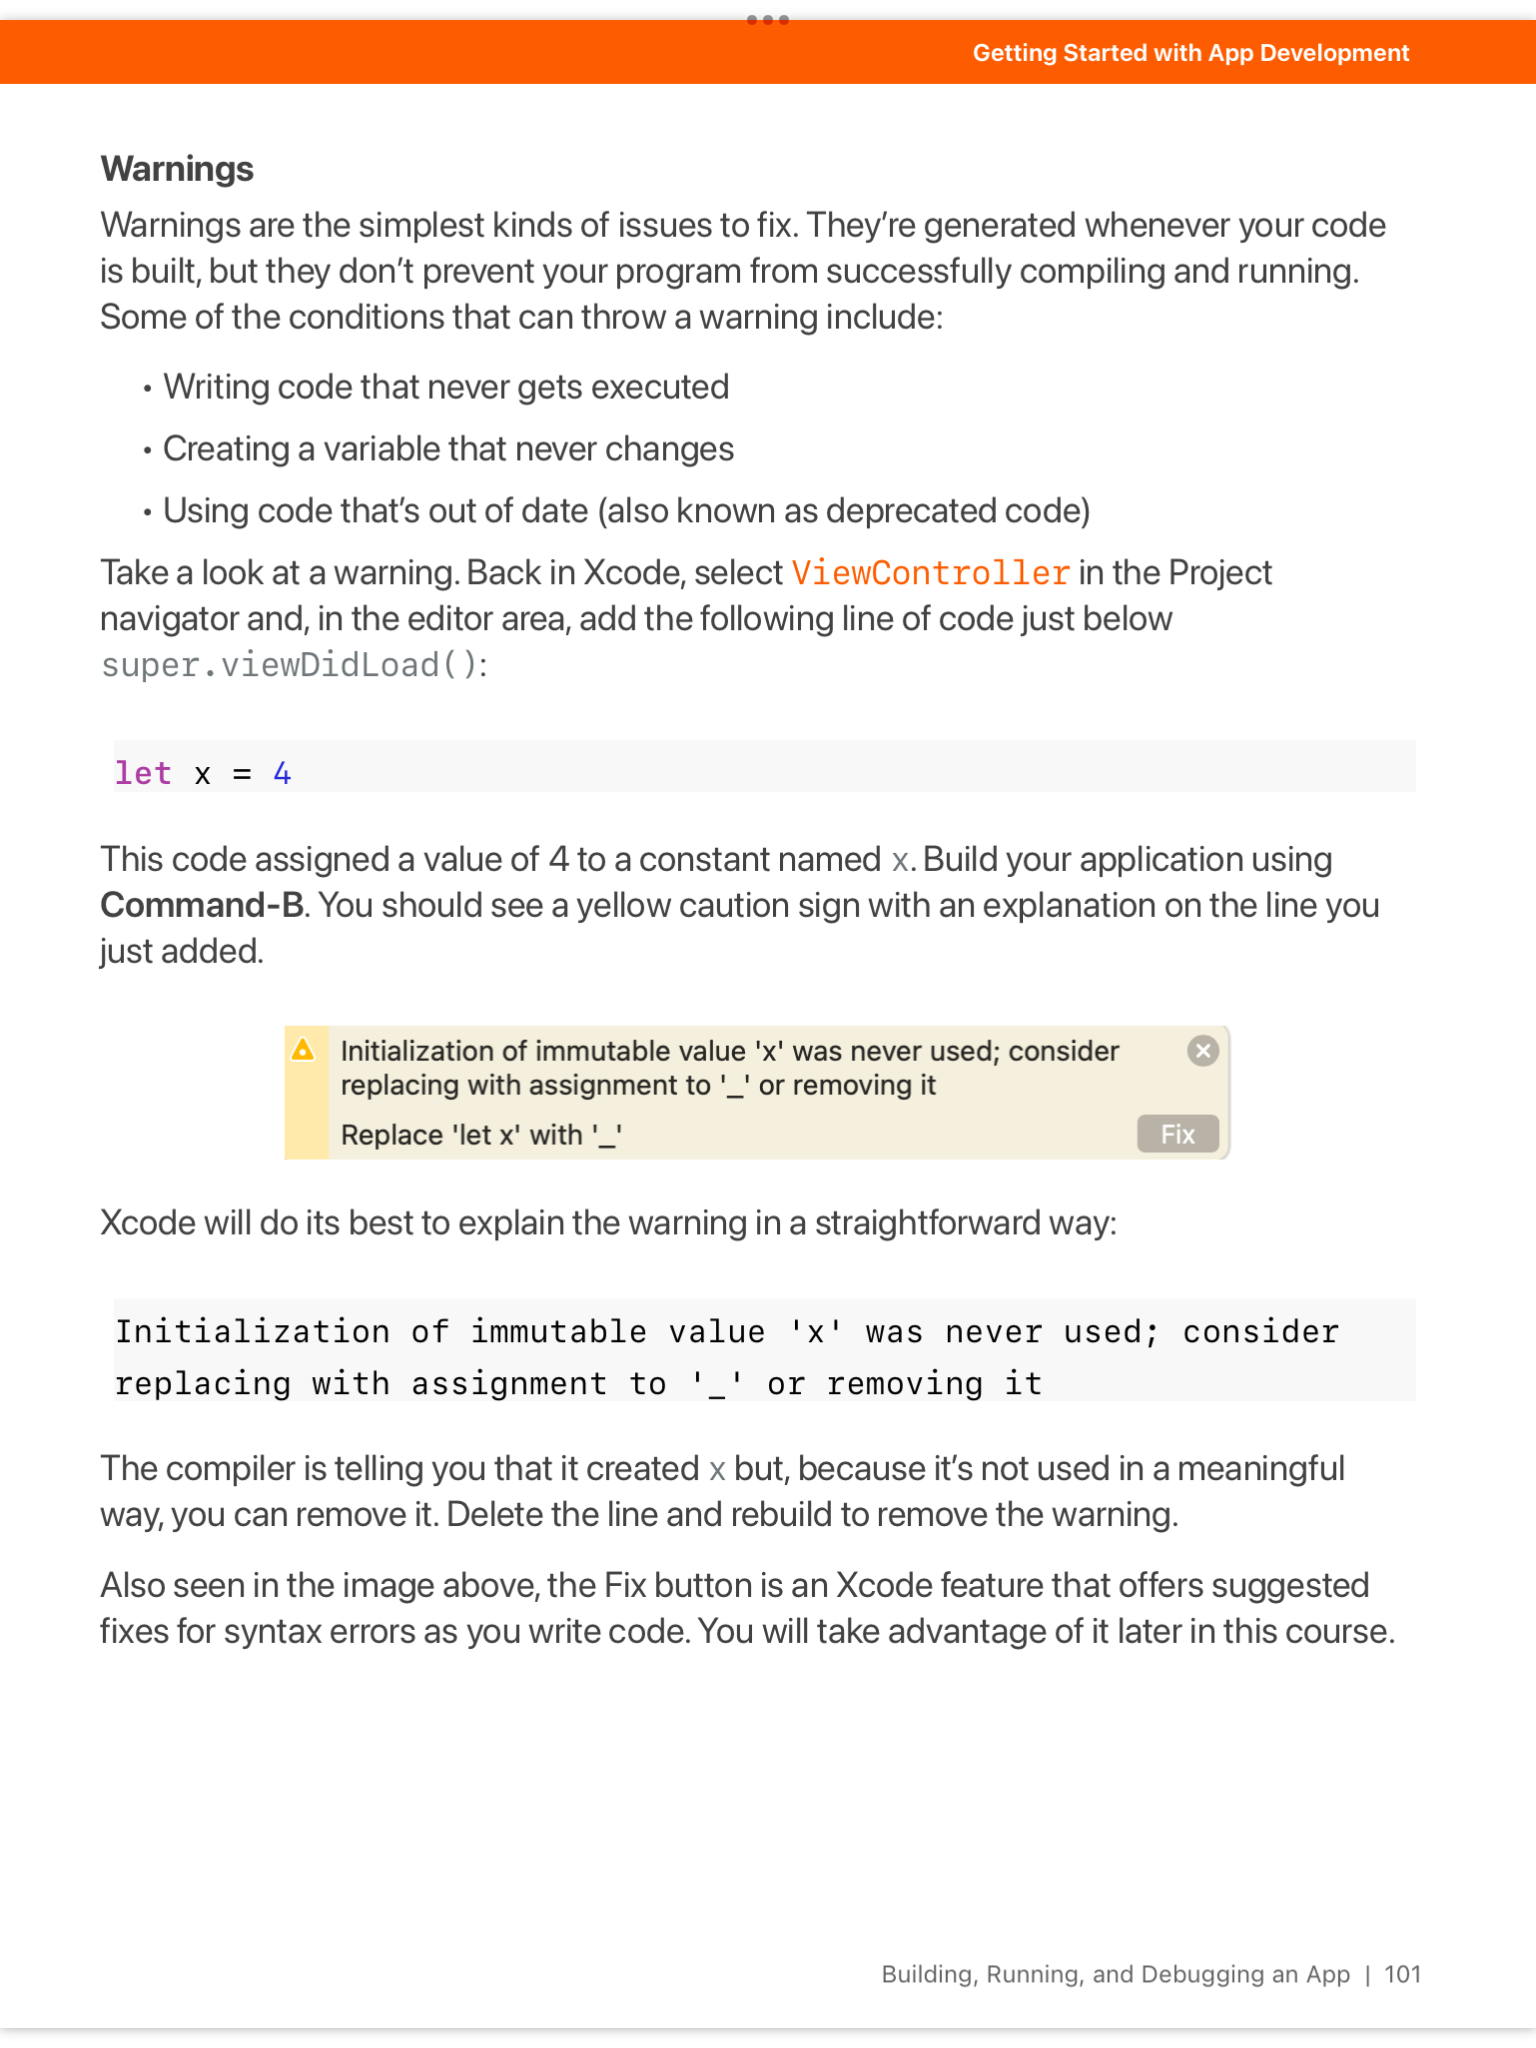 Getting Started with App Development
Warnings
Warnings are the simplest kinds of issues to fix. They’re generated whenever your code
is built, but they don’t prevent your program from successfully compiling and running.
Some of the conditions that can throw a warning include:
• Writing code that never gets executed
• Creating a variable that never changes
• Using code that’s out of date (also known as deprecated code)
Take a look at a warning. Back in Xcode, select ViewController in the Project
navigator and, in the editor area, add the following line of code just below
super.viewDidLoad():
let x = 4
This code assigned a value of 4 to a constant named x. Build your application using
Command-B. You should see a yellow caution sign with an explanation on the line you
just added.
Initialization of immutable value 'x' was never used; consider
replacing with assignment to '_' or removing it
Replace 'let x' with '_'
Fix
Xcode will do its best to explain the warning in a straightforward way:
Initialization of immutable value 'x' was never used; consider
replacing with assignment to '_' or removing it
The compiler is telling you that it created x but, because it’s not used in a meaningful
way, you can remove it. Delete the line and rebuild to remove the warning.
Also seen in the image above, the Fix button is an Xcode feature that offers suggested
fixes for syntax errors as you write code. You will take advantage of it later in this course.
Building, Running, and Debugging an App | 101